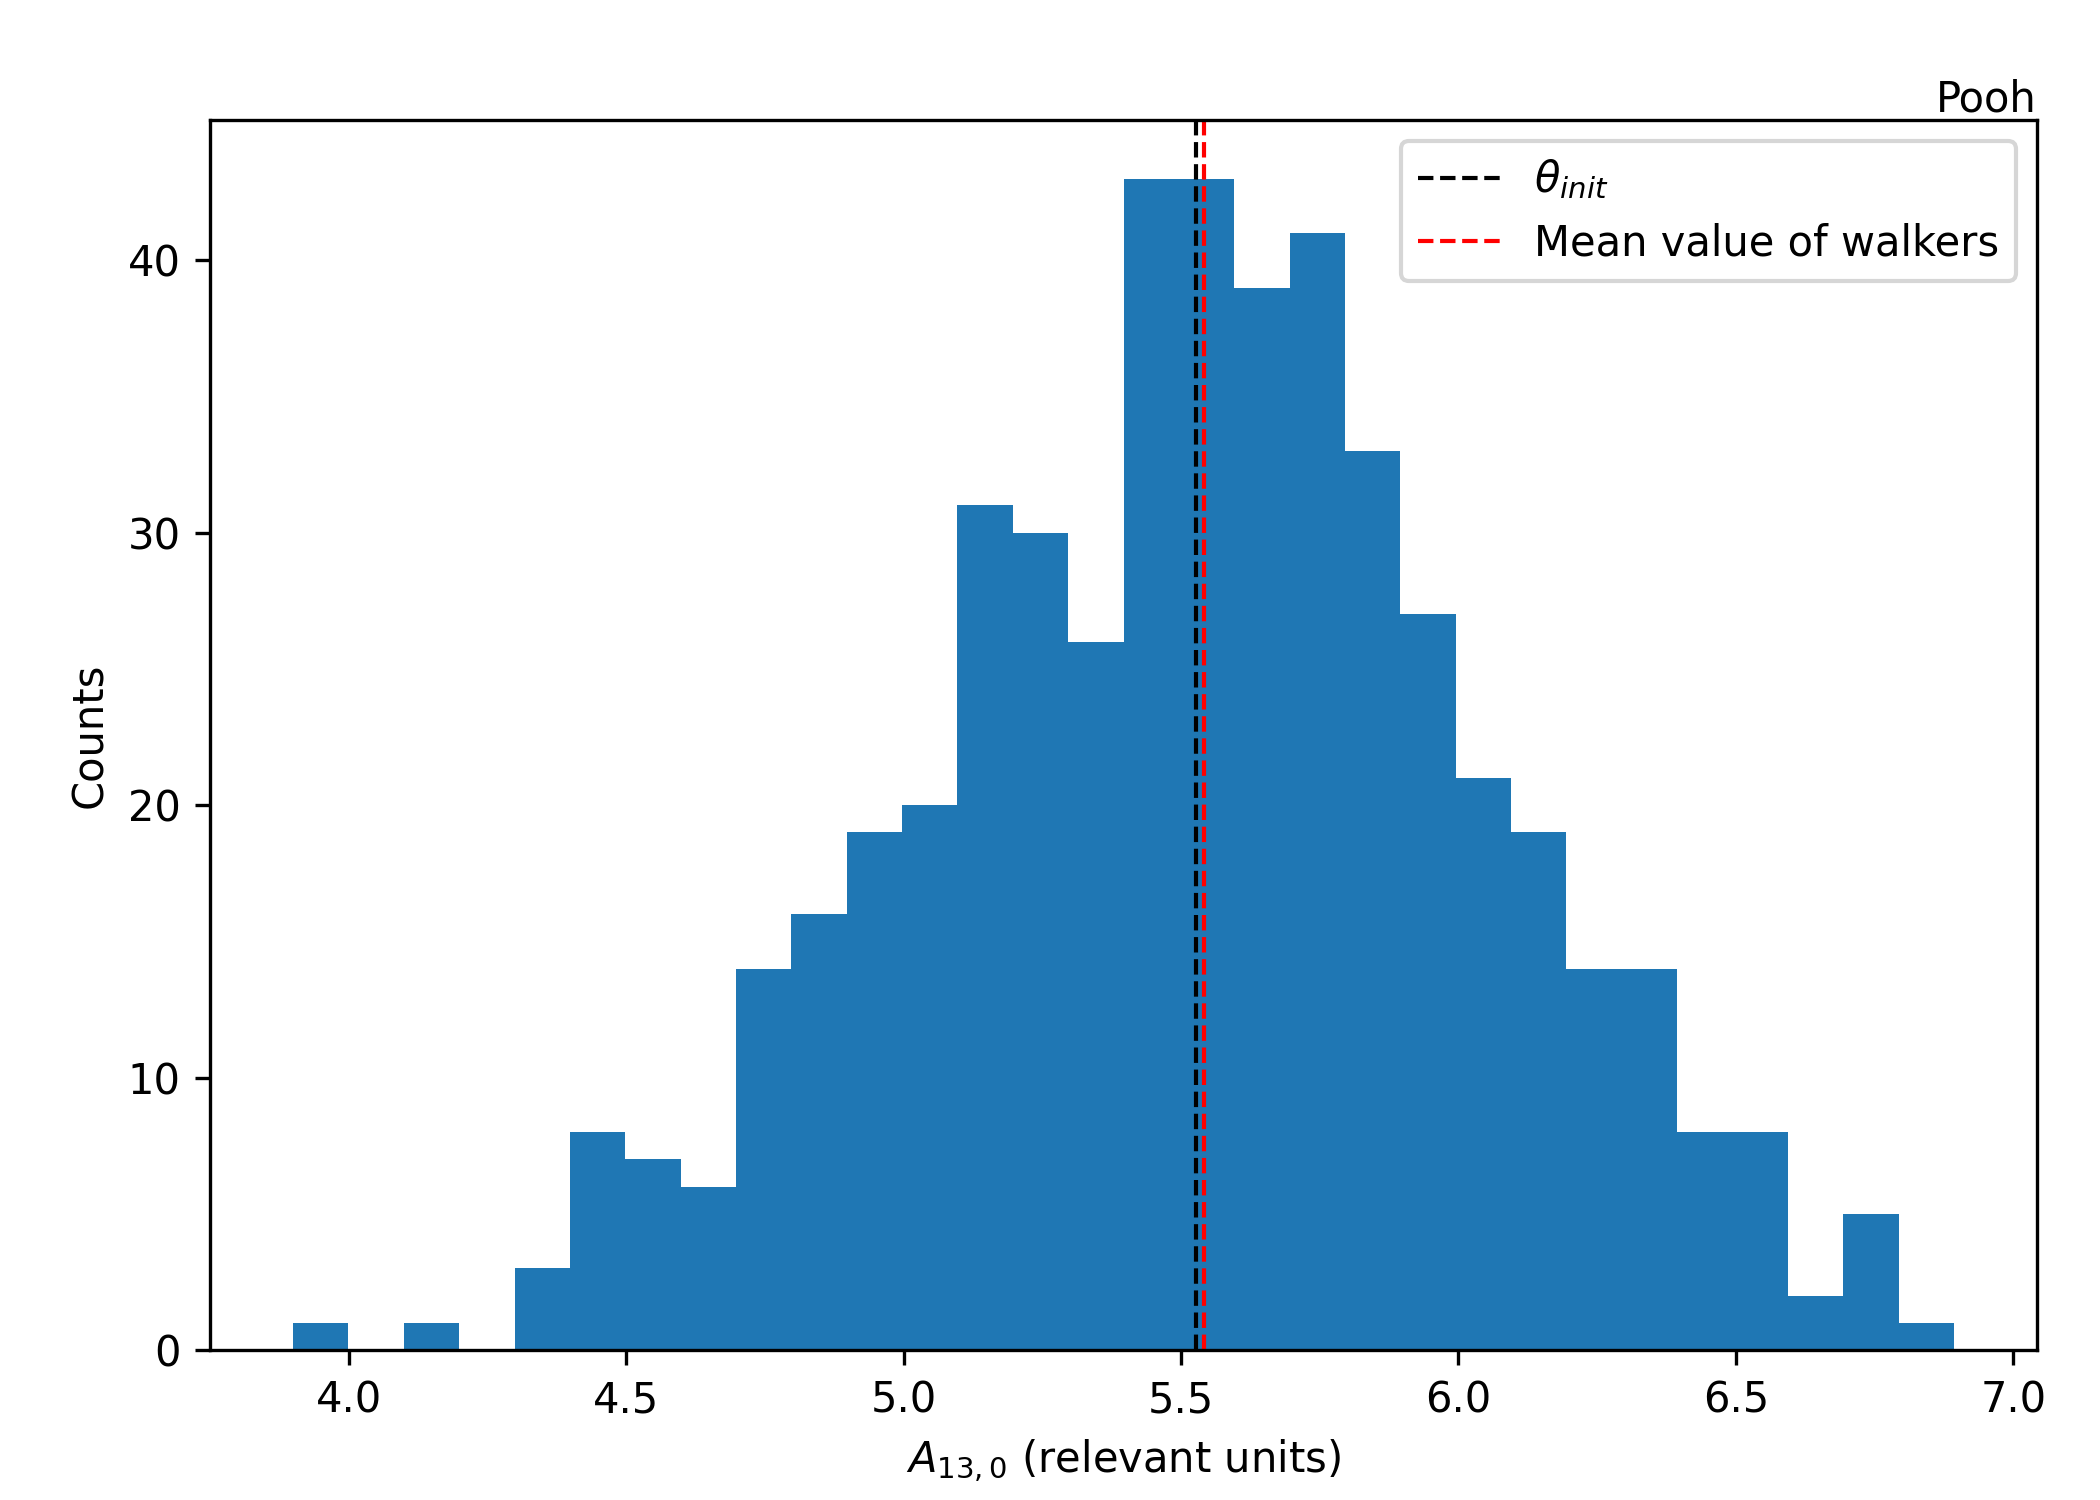 Pooh
θinit
Mean value of walkers
40
30
20
10
0
Counts
4.0 4.5 5.0 5.5 6.0 6.5 7.0
A13,0 (relevant units)